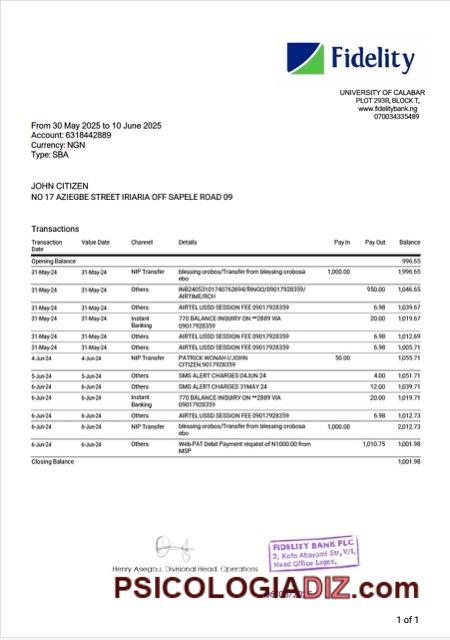 Fidelity
UNIVERSITY OF CALABAR
PLOT 293R, BLOCK T,
www.fidelitybank.ng
070034335489
From 30 May 2025 to 10 June 2025
Account: 6318442889
Currency: NGN
Type: SBA
JOHN CITIZEN
NO 17 AZIEGBE STREET IRIARIA OFF SAPELE ROAD 09
Transactions
Transaction Date Value Date Channel Details Pay In Pay Out Balance
Opening Balance 996.65
31-May-24 31-May-24 NIP Transfer blessing orobos/Transfer from blessing orobosa 1,000.00 1,996.65
ebo
31-May-24 31-May-24 Others INB24053101740762694/RINGO/09017928359/ 950.00 1,046.65
AIRTIME/RCH
31-May-24 31-May-24 Others AIRTEL USSD SESSION FEE 09017928359 6.98 1,039.67
31-May-24 31-May-24 Instant Banking 770 BALANCE INQUIRY ON **2889 VIA 20.00 1,019.67
09017928359
31-May-24 31-May-24 Others AIRTEL USSD SESSION FEE 09017928359 6.98 1,012.69
31-May-24 31-May-24 Others AIRTEL USSD SESSION FEE 09017928359 6.98 1,005.71
4-Jun-24 4-Jun-24 NIP Transfer PATRICK WONAH I/JOHN 50.00 1,055.71
CITIZEN:9017928359
5-Jun-24 5-Jun-24 Others SMS ALERT CHARGES 04JUN 24 4.00 1,051.71
6-Jun-24 6-Jun-24 Others SMS ALERT CHARGES 31MAY 24 12.00 1,039.71
6-Jun-24 6-Jun-24 Instant Banking 770 BALANCE INQUIRY ON **2889 VIA 20.00 1,019.71
09017928359
6-Jun-24 6-Jun-24 Others AIRTEL USSD SESSION FEE 09017928359 6.98 1,012.73
6-Jun-24 6-Jun-24 NIP Transfer blessing orobos/Transfer from blessing orobosa 1,000.00 2,012.73
ebo
6-Jun-24 6-Jun-24 Others Web-PAT Debit Payment request of N1000.00 from 1,010.75 1,001.98
MSP
Closing Balance 1,001.98
FIDELITY BANK PLC
2, Kofo Abayomi Str, V/I,
Head Office Lagos,
Henry Asiegbu, Divisional Head, Operations
PSICOLOGIADIZ.com
1 of 1